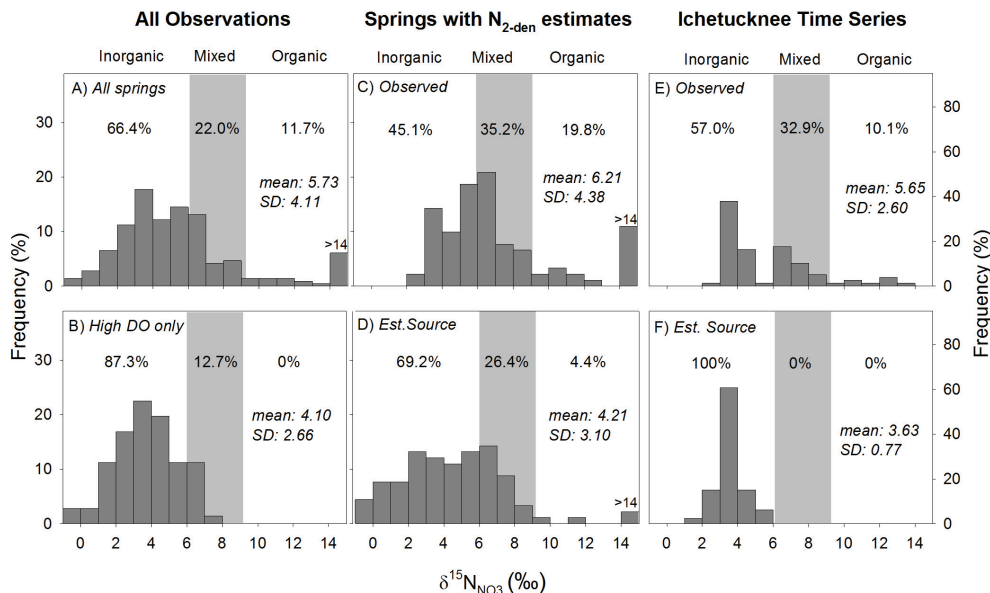 All Observations
Springs with N2-den estimates
Ichetucknee Time Series
Inorganic Mixed Organic
Inorganic Mixed Organic
Inorganic Mixed Organic
A) All springs
66.4% 22.0% 11.7%
mean: 5.73
SD: 4.11
>14
C) Observed
45.1% 35.2% 19.8%
mean: 6.21
SD: 4.38
>14
E) Observed
57.0% 32.9% 10.1%
mean: 5.65
SD: 2.60
30
20
10
0
80
60
40
20
0
Frequency (%)
Frequency (%)
B) High DO only
87.3% 12.7% 0%
mean: 4.10
SD: 2.66
D) Est.Source
69.2% 26.4% 4.4%
mean: 4.21
SD: 3.10
>14
F) Est. Source
100% 0% 0%
mean: 3.63
SD: 0.77
30
20
10
0
80
60
40
20
0
0 2 4 6 8 10 12 14
0 2 4 6 8 10 12 14
0 2 4 6 8 10 12 14
δ15NNO3 (‰)